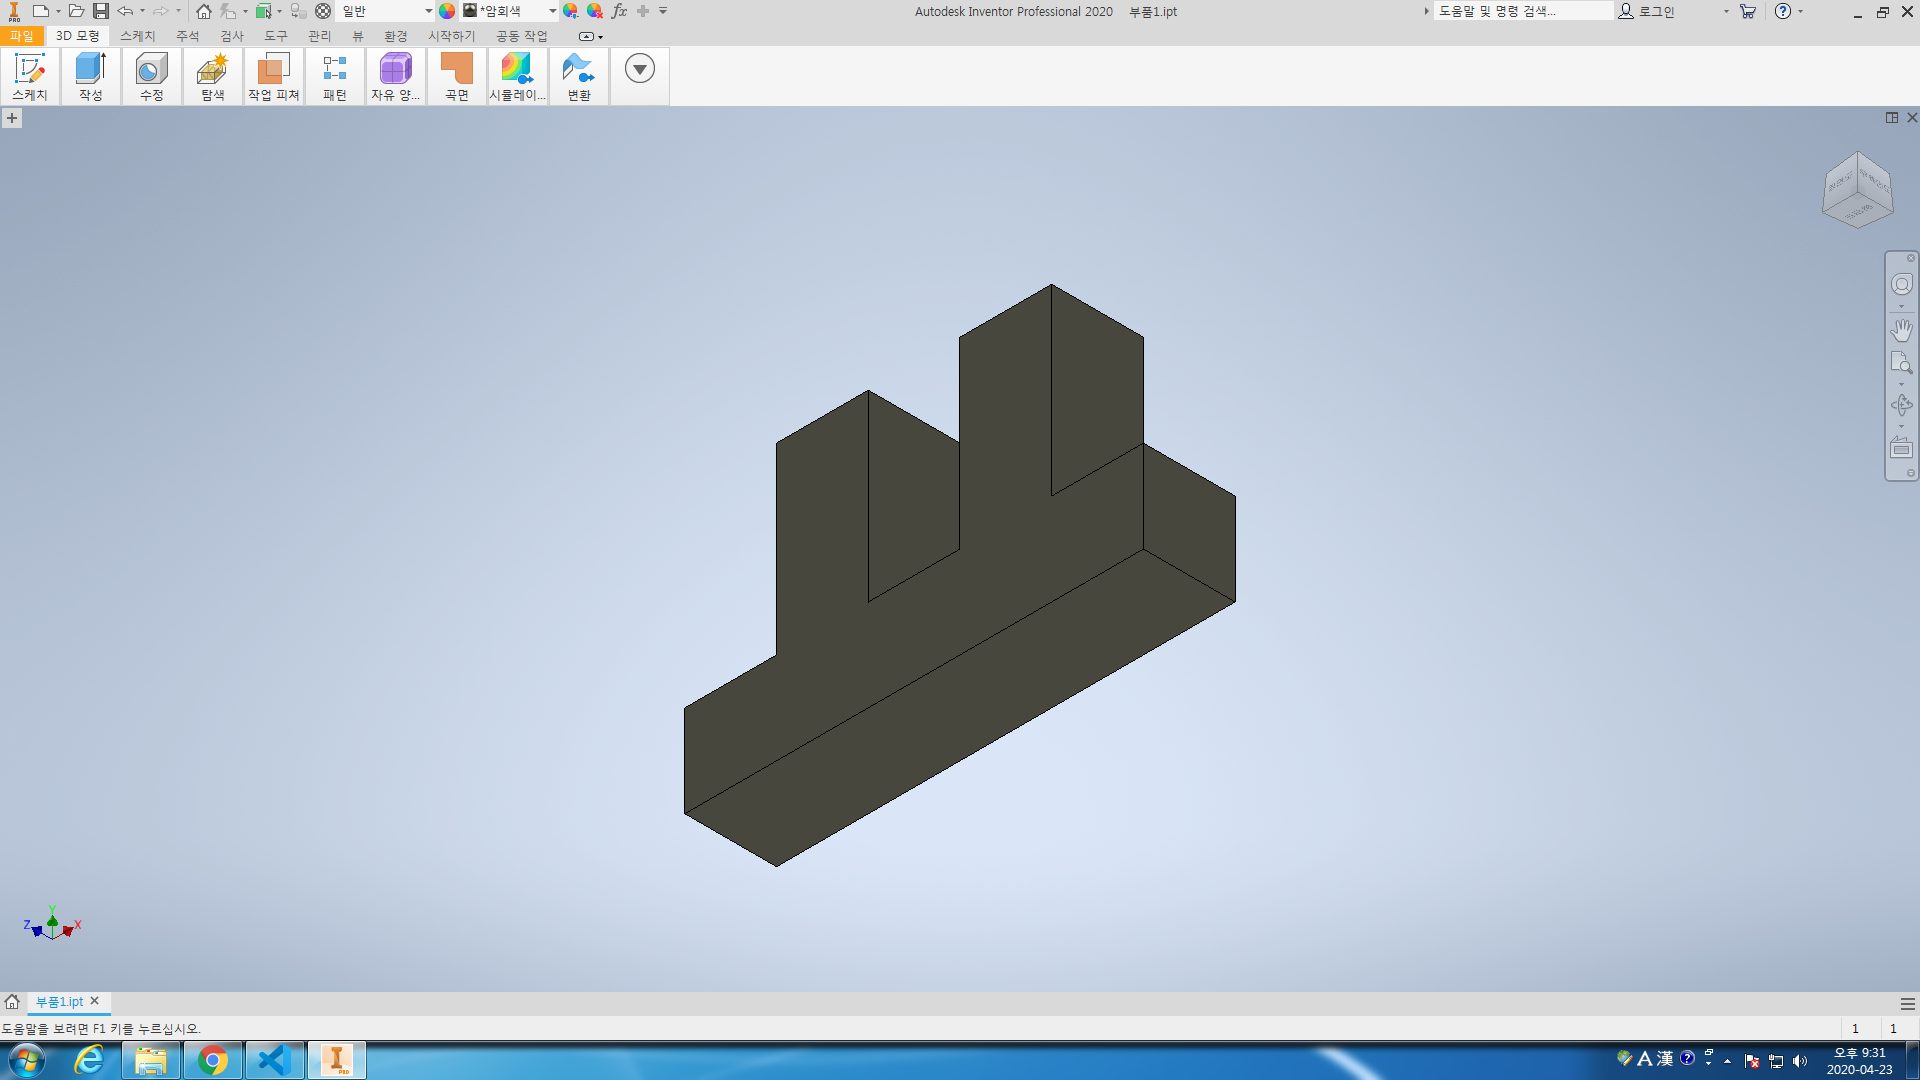 일반
*암회색
fx
Autodesk Inventor Professional 2020 부품1.ipt
도움말 및 명령 검색...
로그인
파일 3D 모형 스케치 주석 검사 도구 관리 뷰 환경 시작하기 공동 작업
스케치 작성 수정 탐색 작업 피쳐 패턴 자유 양... 곡면 시뮬레이... 변환
Z Y X
부품1.ipt
도움말을 보려면 F1 키를 누르십시오.
1 1
A 漢
오후 9:31
2020-04-23